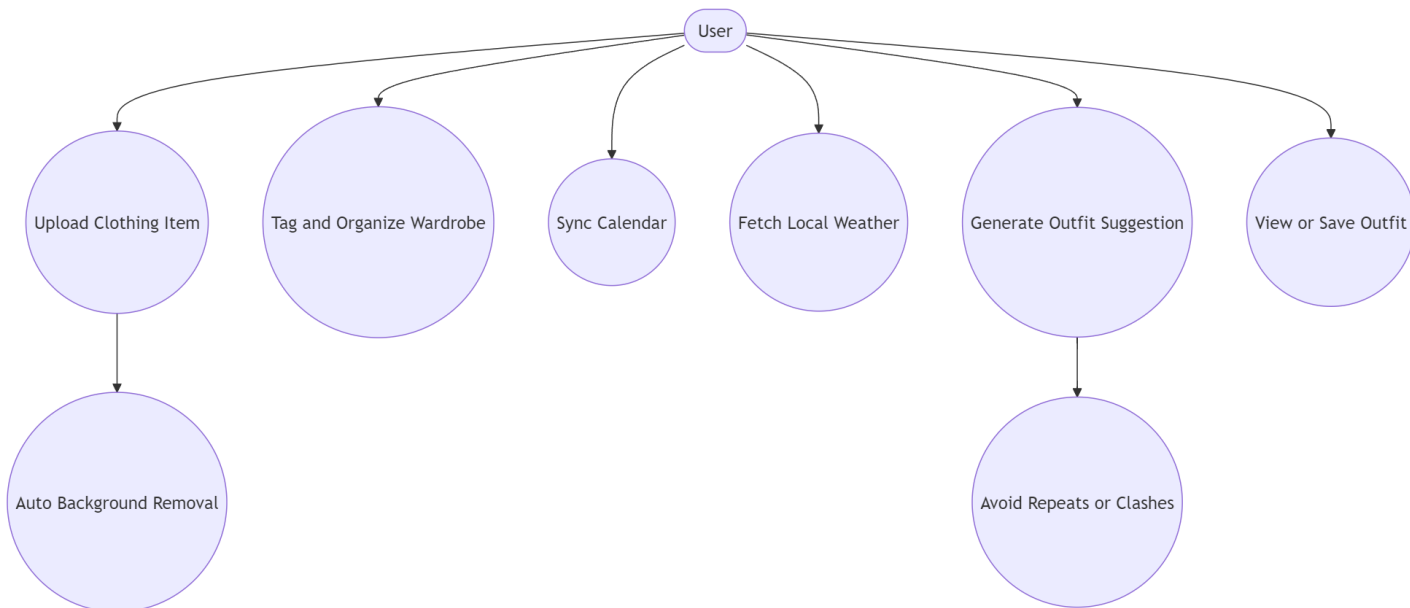 User
Upload Clothing Item
Tag and Organize Wardrobe
Sync Calendar
Fetch Local Weather
Generate Outfit Suggestion
View or Save Outfit
Auto Background Removal
Avoid Repeats or Clashes